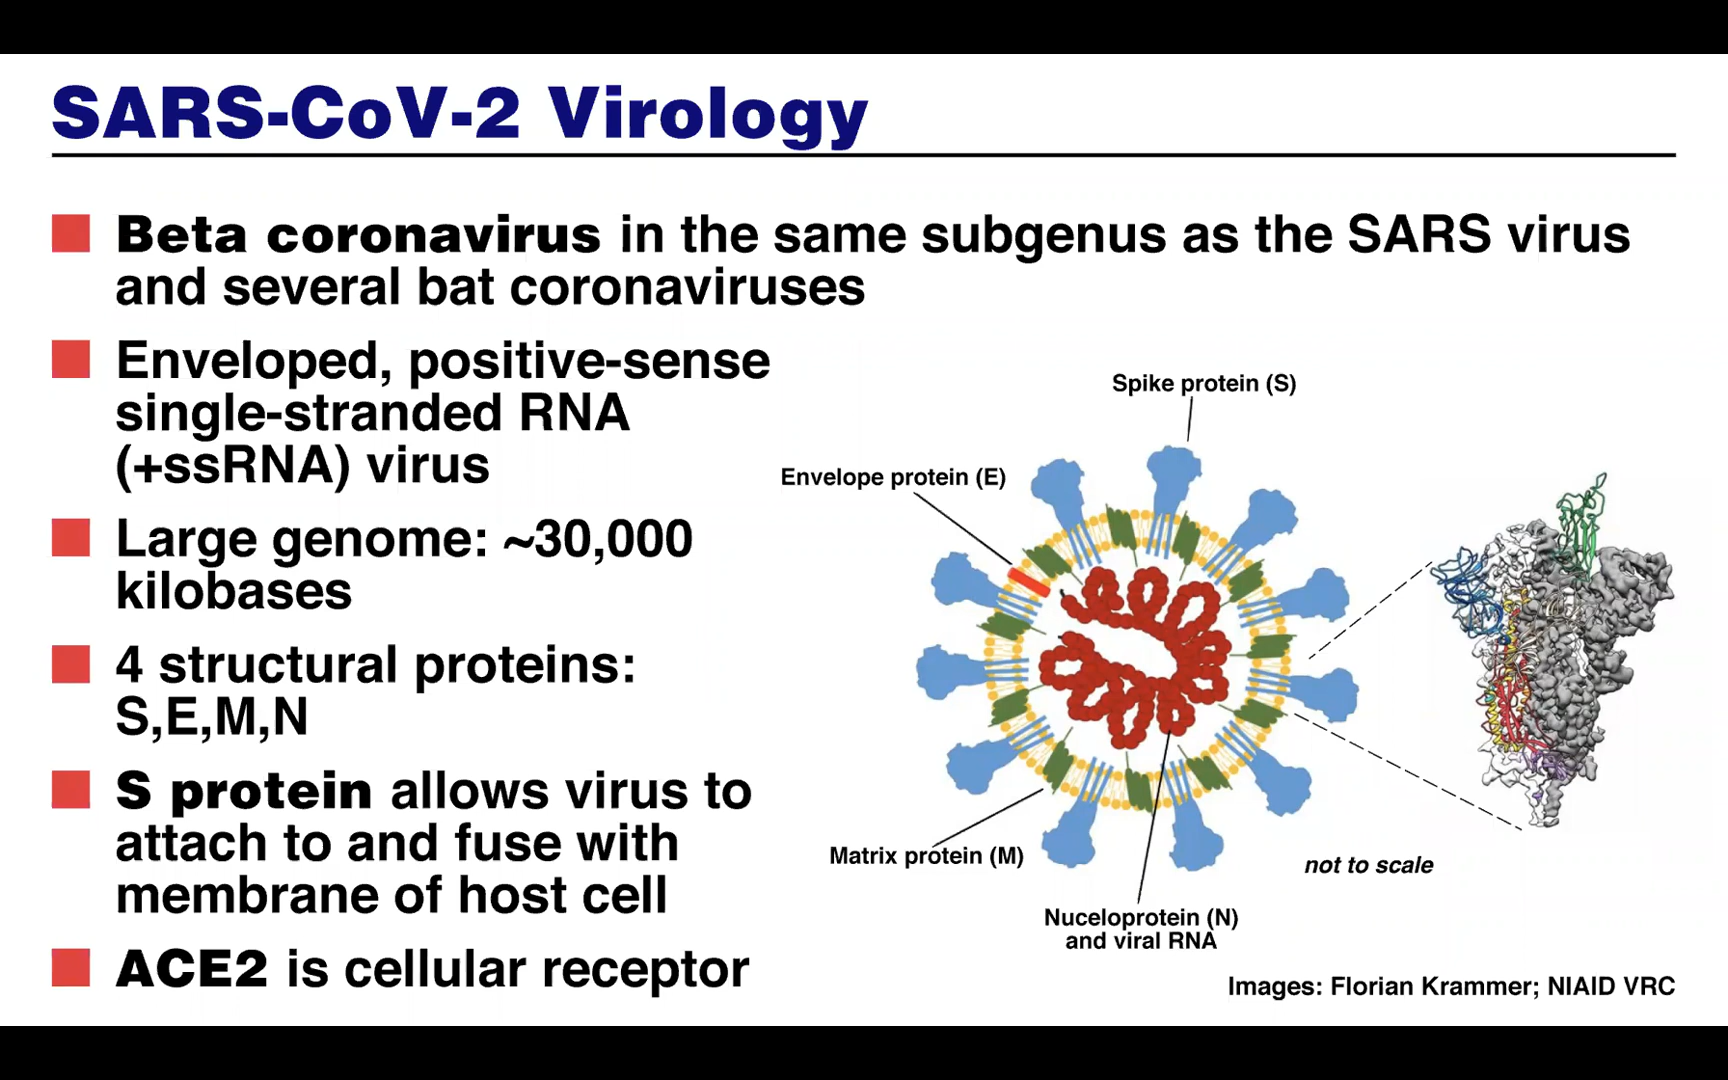 SARS-CoV-2 Virology
Beta coronavirus in the same subgenus as the SARS virus
and several bat coronaviruses
Enveloped, positive-sense
single-stranded RNA
(+ssRNA) virus
Large genome: ~30,000
kilobases
4 structural proteins:
S,E,M,N
S protein allows virus to
attach to and fuse with
membrane of host cell
ACE2 is cellular receptor
Spike protein (S)
Envelope protein (E)
Matrix protein (M)
Nuceloprotein (N)
and viral RNA
not to scale
Images: Florian Krammer; NIAID VRC